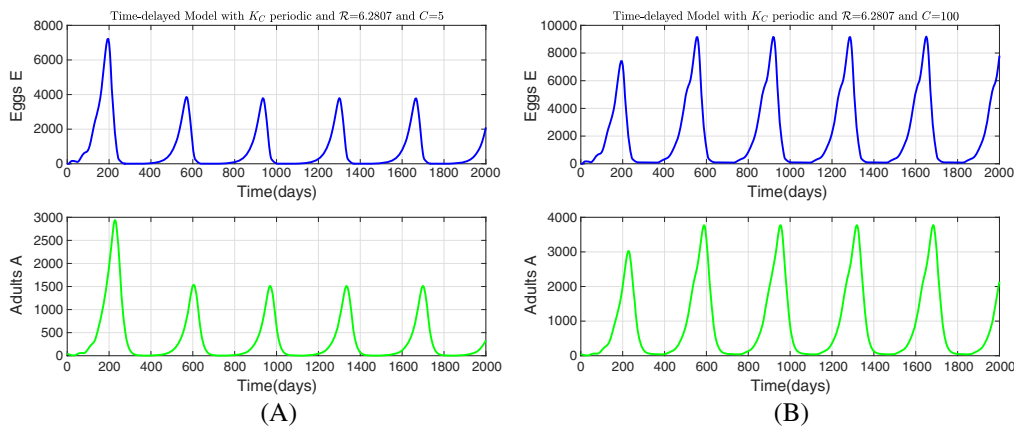 Time-delayed Model with K_C periodic and ℛ=6.2807 and C=5
8000
6000
4000
2000
0
Eggs E
0 200 400 600 800 1000 1200 1400 1600 1800 2000
Time(days)
3000
2500
2000
1500
1000
500
0
Adults A
0 200 400 600 800 1000 1200 1400 1600 1800 2000
Time(days)
(A)
Time-delayed Model with K_C periodic and ℛ=6.2807 and C=100
10000
8000
6000
4000
2000
0
Eggs E
0 200 400 600 800 1000 1200 1400 1600 1800 2000
Time(days)
4000
3000
2000
1000
0
Adults A
0 200 400 600 800 1000 1200 1400 1600 1800 2000
Time(days)
(B)